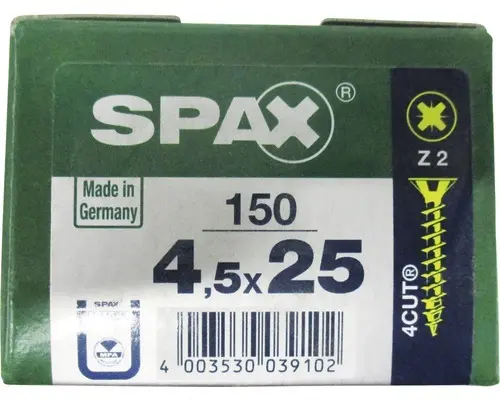 SPAX®
Z 2
Made in
Germany
150
4,5x25
4CUT®
SPAX
MPA
4 003530 039102